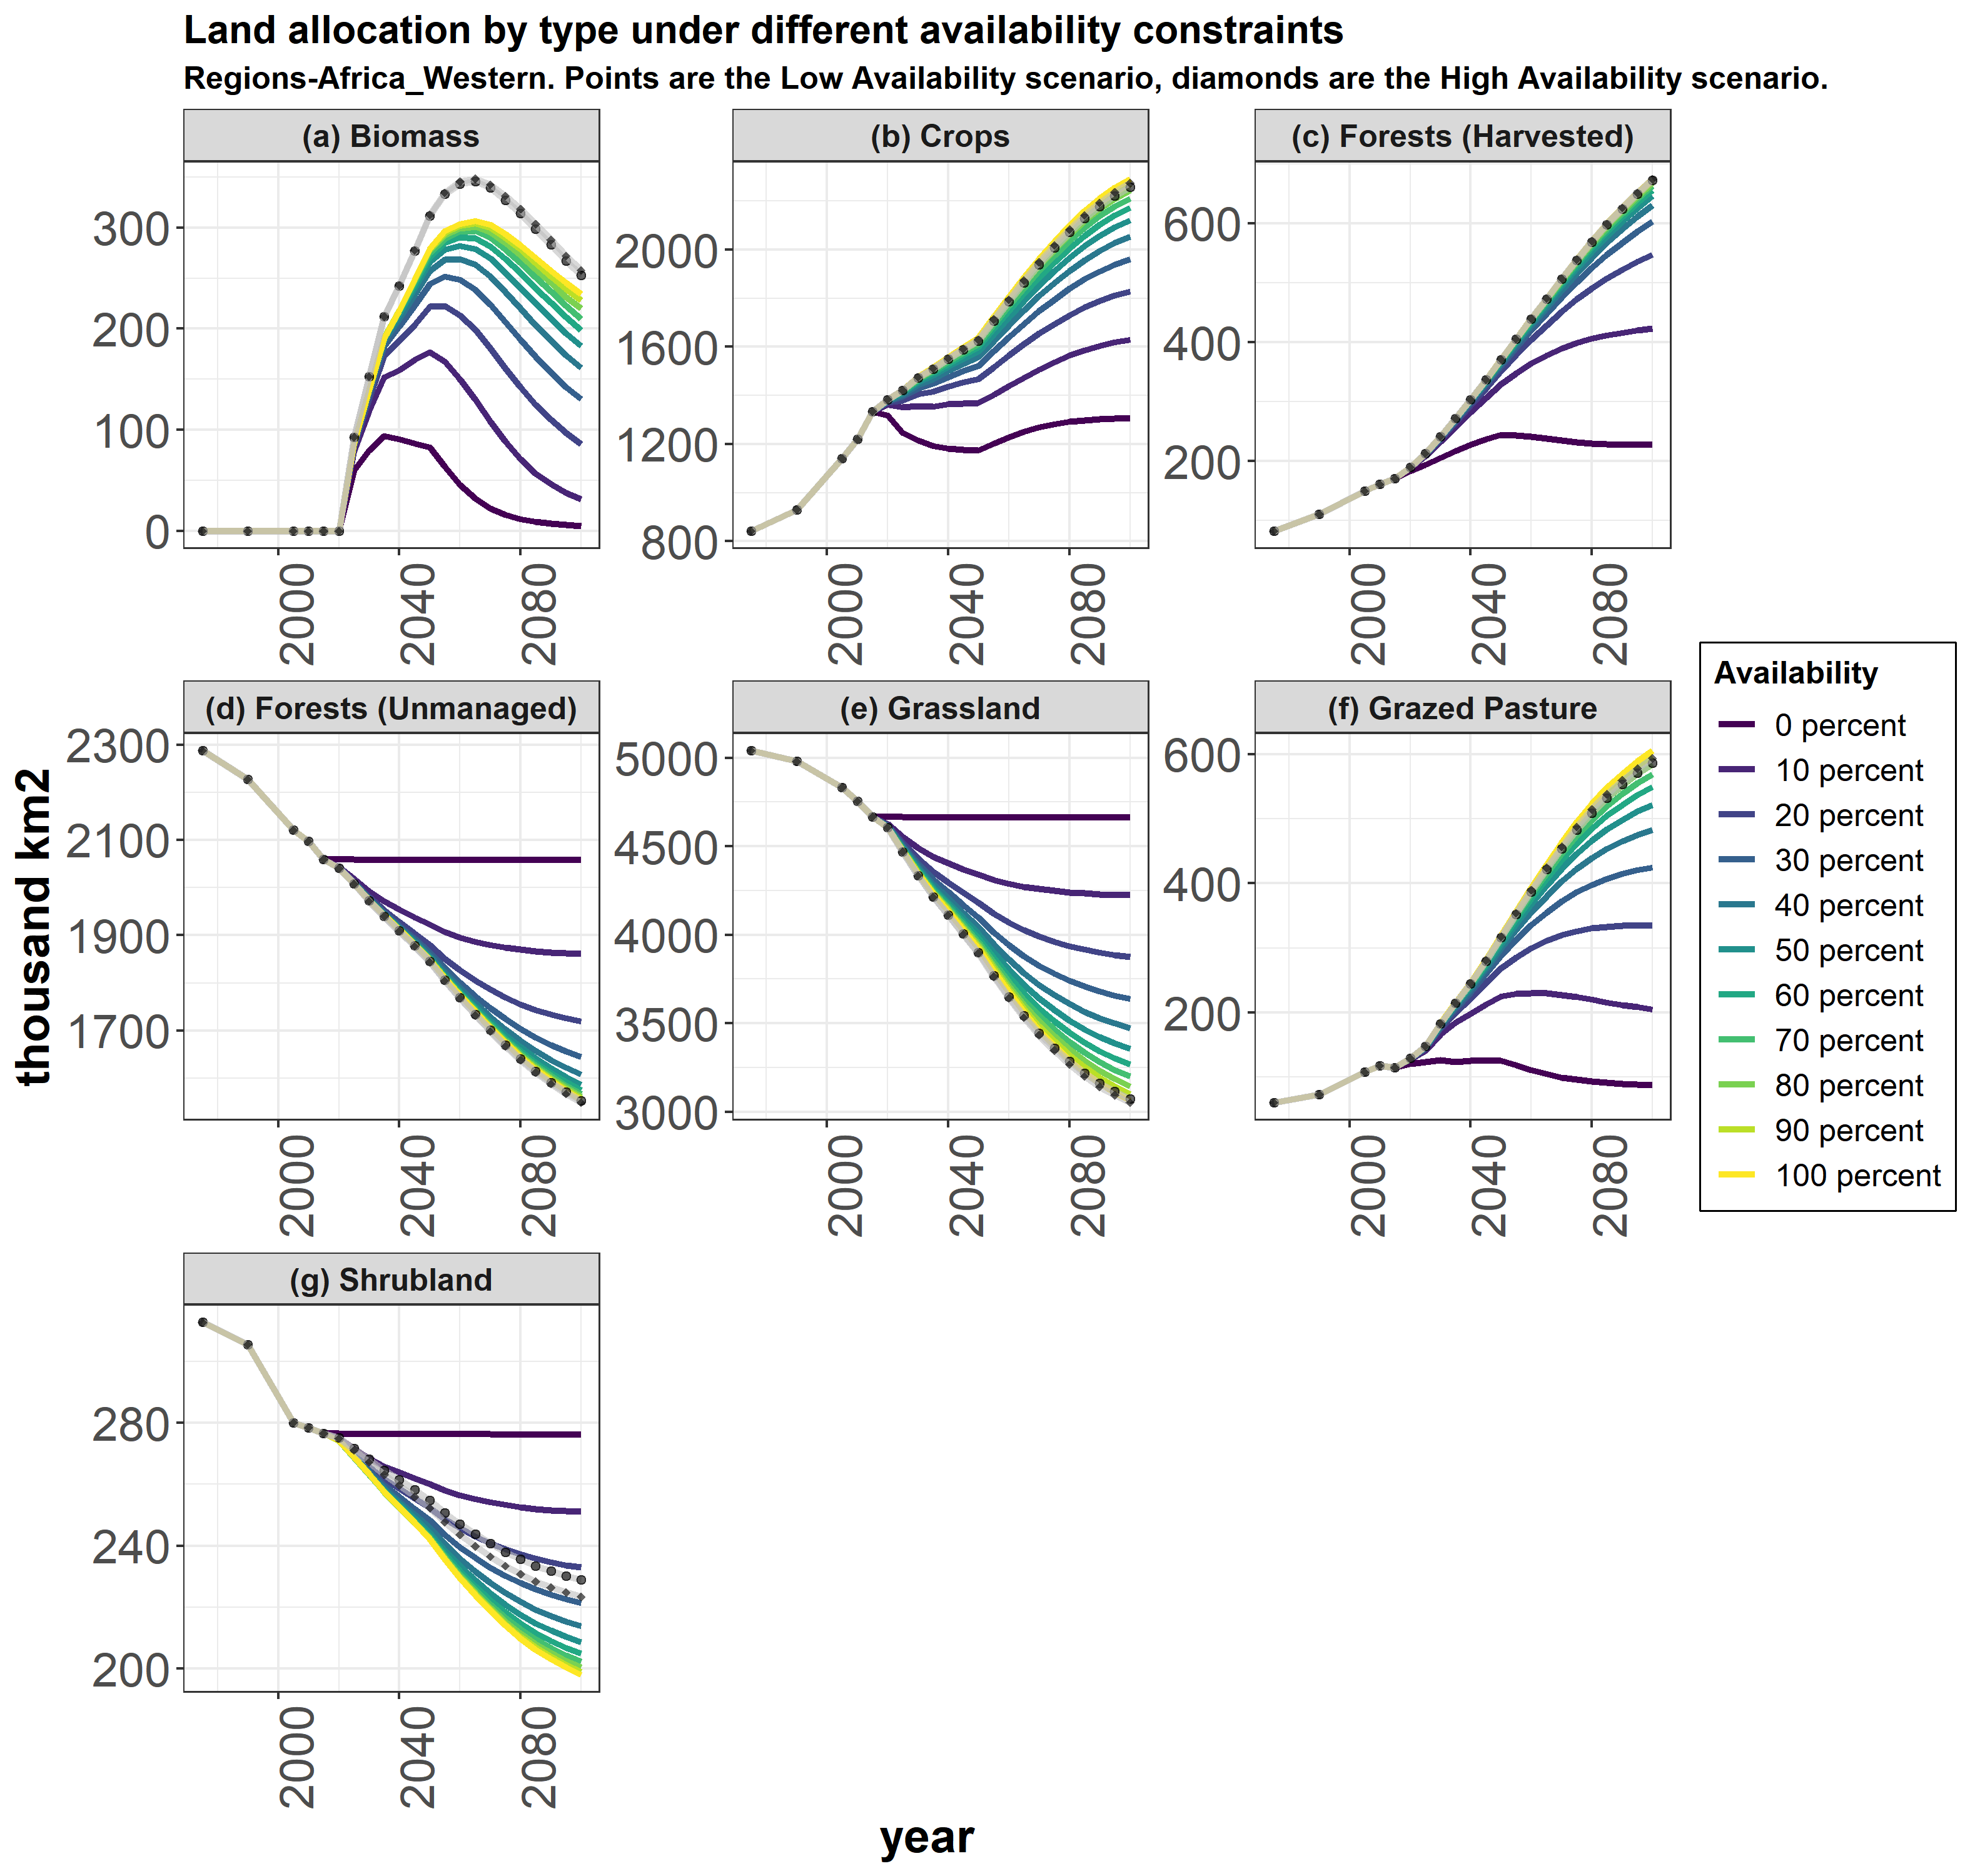 Land allocation by type under different availability constraints
Regions-Africa_Western. Points are the Low Availability scenario, diamonds are the High Availability scenario.
(a) Biomass
300
200
100
0
2000
2040
2080
(b) Crops
2000
1600
1200
800
2000
2040
2080
(c) Forests (Harvested)
600
400
200
2000
2040
2080
thousand km2
(d) Forests (Unmanaged)
2300
2100
1900
1700
2000
2040
2080
(e) Grassland
5000
4500
4000
3500
3000
2000
2040
2080
(f) Grazed Pasture
600
400
200
2000
2040
2080
Availability
0 percent
10 percent
20 percent
30 percent
40 percent
50 percent
60 percent
70 percent
80 percent
90 percent
100 percent
(g) Shrubland
280
240
200
2000
2040
2080
year